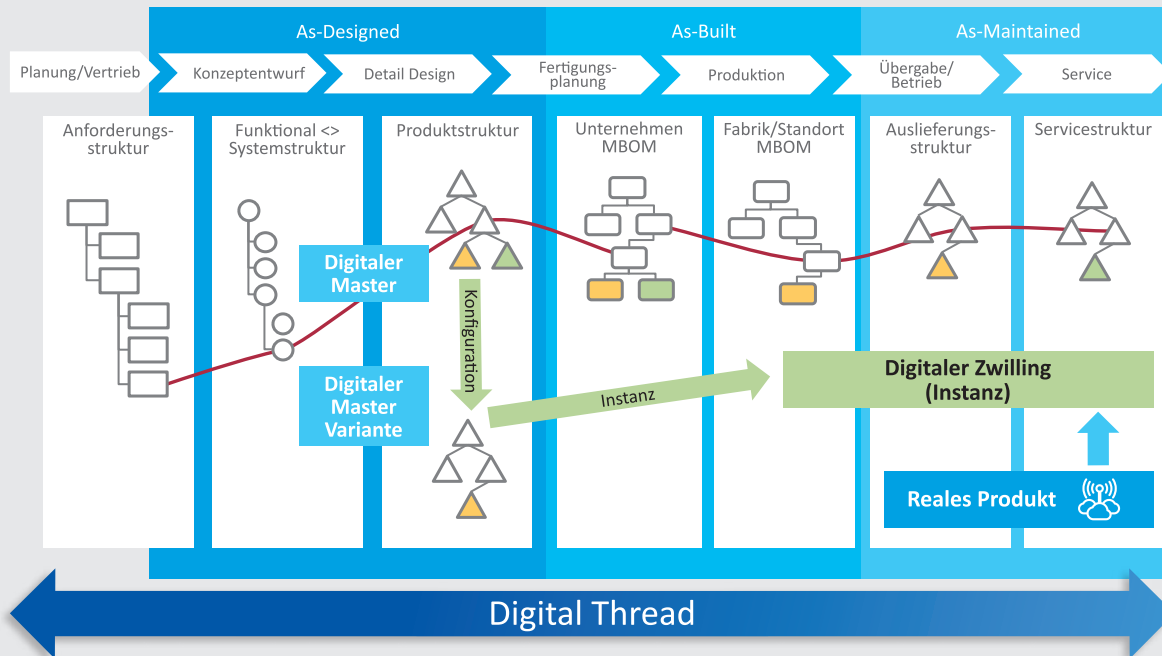 As-Designed
As-Built
As-Maintained
Planung/Vertrieb
Konzeptentwurf
Detail Design
Fertigungs-
planung
Produktion
Übergabe/
Betrieb
Service
Anforderungs-
struktur
Funktional <>
Systemstruktur
Produktstruktur
Unternehmen
MBOM
Fabrik/Standort
MBOM
Auslieferungs-
struktur
Servicestruktur
Digitaler
Master
Konfiguration
Digitaler
Master
Variante
Instanz
Digitaler Zwilling
(Instanz)
Reales Produkt
Digital Thread